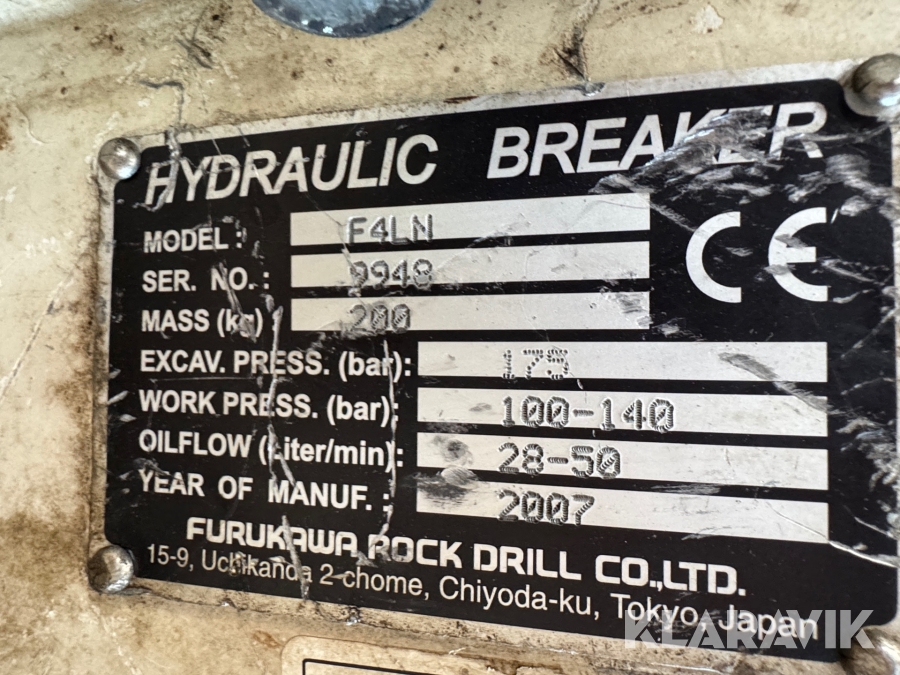 HYDRAULIC BREAKER
MODEL: F4LN
SER. NO.: 9948
MASS (kg) 200
CE
EXCAV. PRESS. (bar): 175
WORK PRESS. (bar): 100-140
OILFLOW (Liter/min): 28-50
YEAR OF MANUF.: 2007
FURUKAWA ROCK DRILL CO.,LTD.
15-9, Uchikanda 2-chome, Chiyoda-ku, Tokyo, Japan
KLARAVIK